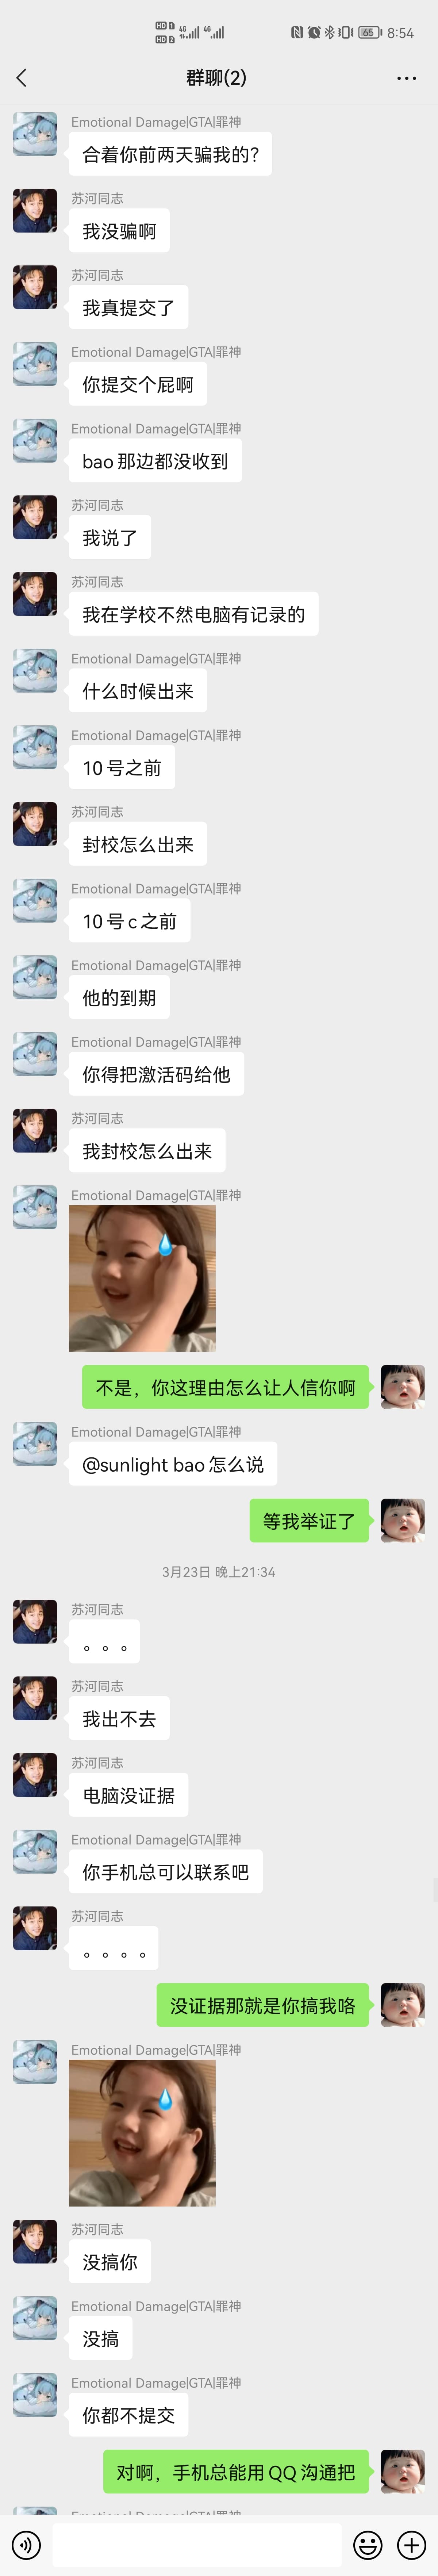 HD 1 4G 4G
HD 2
65 8:54
群聊(2)
Emotional Damage|GTA|罪神
合着你前两天骗我的?
苏河同志
我没骗啊
苏河同志
我真提交了
Emotional Damage|GTA|罪神
你提交个屁啊
Emotional Damage|GTA|罪神
bao 那边都没收到
苏河同志
我说了
苏河同志
我在学校不然电脑有记录的
Emotional Damage|GTA|罪神
什么时候出来
Emotional Damage|GTA|罪神
10 号之前
苏河同志
封校怎么出来
Emotional Damage|GTA|罪神
10 号 c 之前
Emotional Damage|GTA|罪神
他的到期
Emotional Damage|GTA|罪神
你得把激活码给他
苏河同志
我封校怎么出来
Emotional Damage|GTA|罪神
不是，你这理由怎么让人信你啊
Emotional Damage|GTA|罪神
@sunlight bao 怎么说
等我举证了
3月23日 晚上21:34
苏河同志
。。。
苏河同志
我出不去
苏河同志
电脑没证据
Emotional Damage|GTA|罪神
你手机总可以联系吧
苏河同志
。。。。
没证据那就是你搞我咯
Emotional Damage|GTA|罪神
苏河同志
没搞你
Emotional Damage|GTA|罪神
没搞
Emotional Damage|GTA|罪神
你都不提交
对啊，手机总能用 QQ 沟通把
Emotional Damage|GTA|罪神